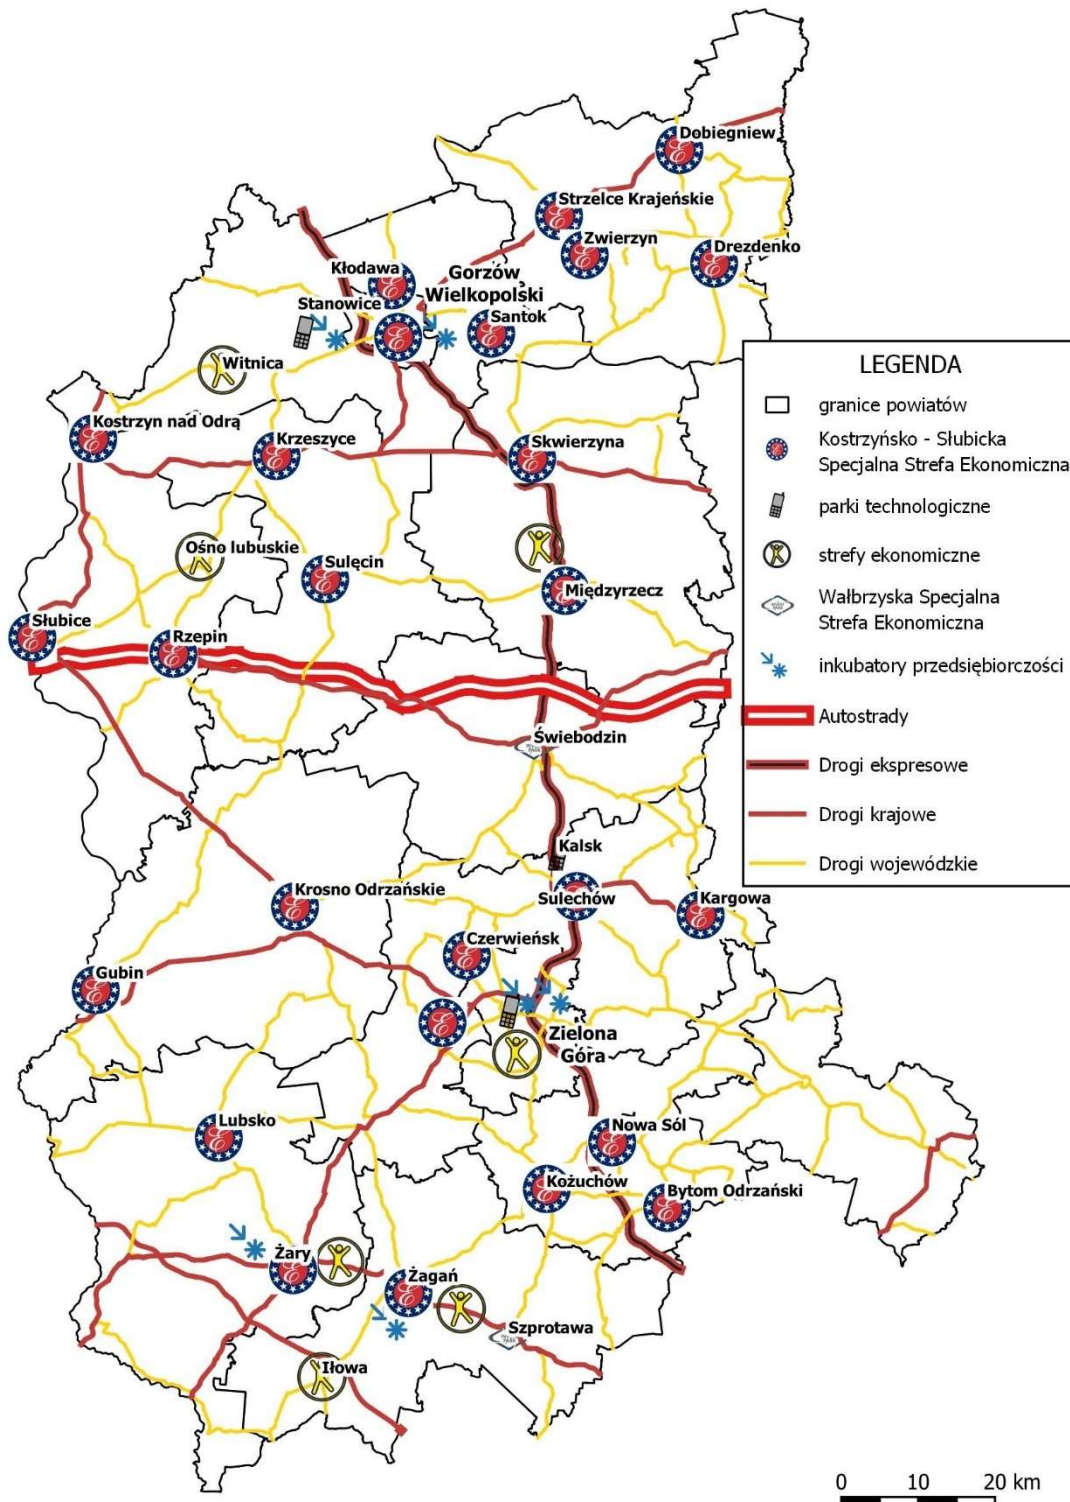 Dobiegniew
Strzelce Krajeńskie
Zwierzyn
Drezdeńko
Kłodawa
Gorzów
Wielkopolski
Stanowice
Santok
Witnica
Kostrzyn nad Odrą
Krzeszyce
Skwierzyna
Ośno lubuskie
Sulęcin
Międzyrzecz
Słubice
Rzepin
Świebodzin
Kalsk
Krosno Odrzańskie
Sulechów
Kargowa
Czerwieńsk
Gubin
Zielona
Góra
Lubsko
Nowa Sól
Kożuchów
Bytom Odrzański
Żary
Żagań
Szprotawa
Iłowa
LEGENDA
granice powiatów
Kostrzyńsko - Słubicka
Specjalna Strefa Ekonomiczna
parki technologiczne
strefy ekonomiczne
Wałbrzyska Specjalna
Strefa Ekonomiczna
inkubatory przedsiębiorczości
Autostrady
Drogi ekspresowe
Drogi krajowe
Drogi wojewódzkie
0 10 20 km